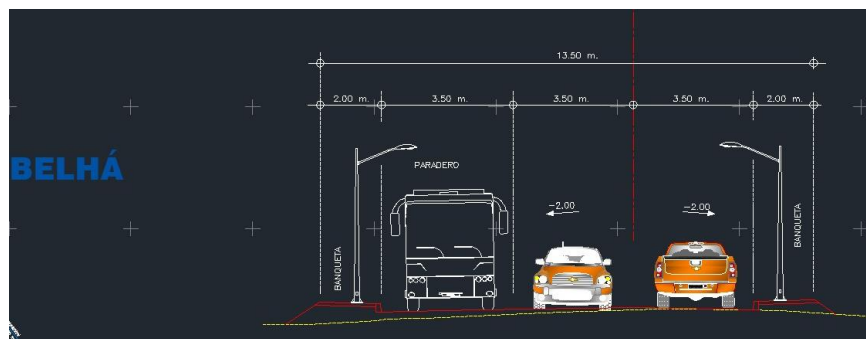 13.50 m.
2.00 m.
3.50 m.
3.50 m.
3.50 m.
2.00 m.
BELHÁ
PARADERO
-2.00
-2.00
BANQUETA
BANQUETA